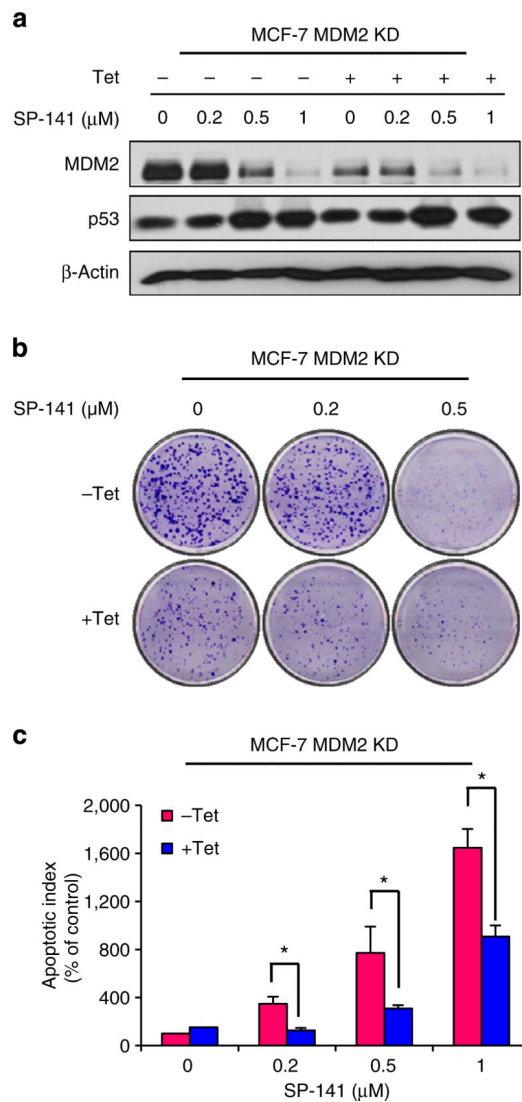 a
MCF-7 MDM2 KD
Tet – – – – + + + +
SP-141 (μM) 0 0.2 0.5 1 0 0.2 0.5 1
MDM2
p53
β-Actin
b
MCF-7 MDM2 KD
SP-141 (μM) 0 0.2 0.5
–Tet
+Tet
c
MCF-7 MDM2 KD
2,000
1,600
1,200
800
400
0
Apoptotic index
(% of control)
–Tet
+Tet
*
*
*
0 0.2 0.5 1
SP-141 (μM)